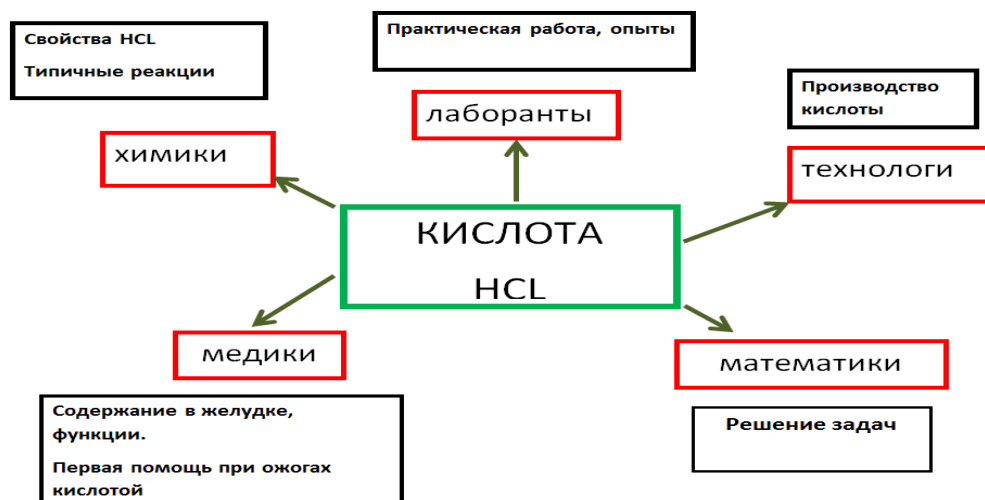 Свойства HCL
Типичные реакции
Практическая работа, опыты
Производство
кислоты
лаборанты
химики
технологи
КИСЛОТА
HCL
медики
математики
Содержание в желудке,
функции.
Первая помощь при ожогах
кислотой
Решение задач